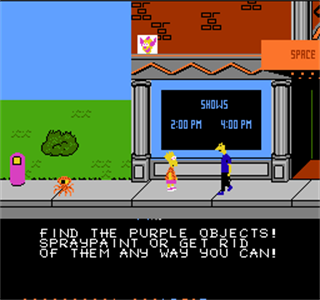 SPACE
SHOWS
2:00 PM 4:00 PM
FIND THE PURPLE OBJECTS!
SPRAYPAINT OR GET RID
OF THEM ANY WAY YOU CAN!